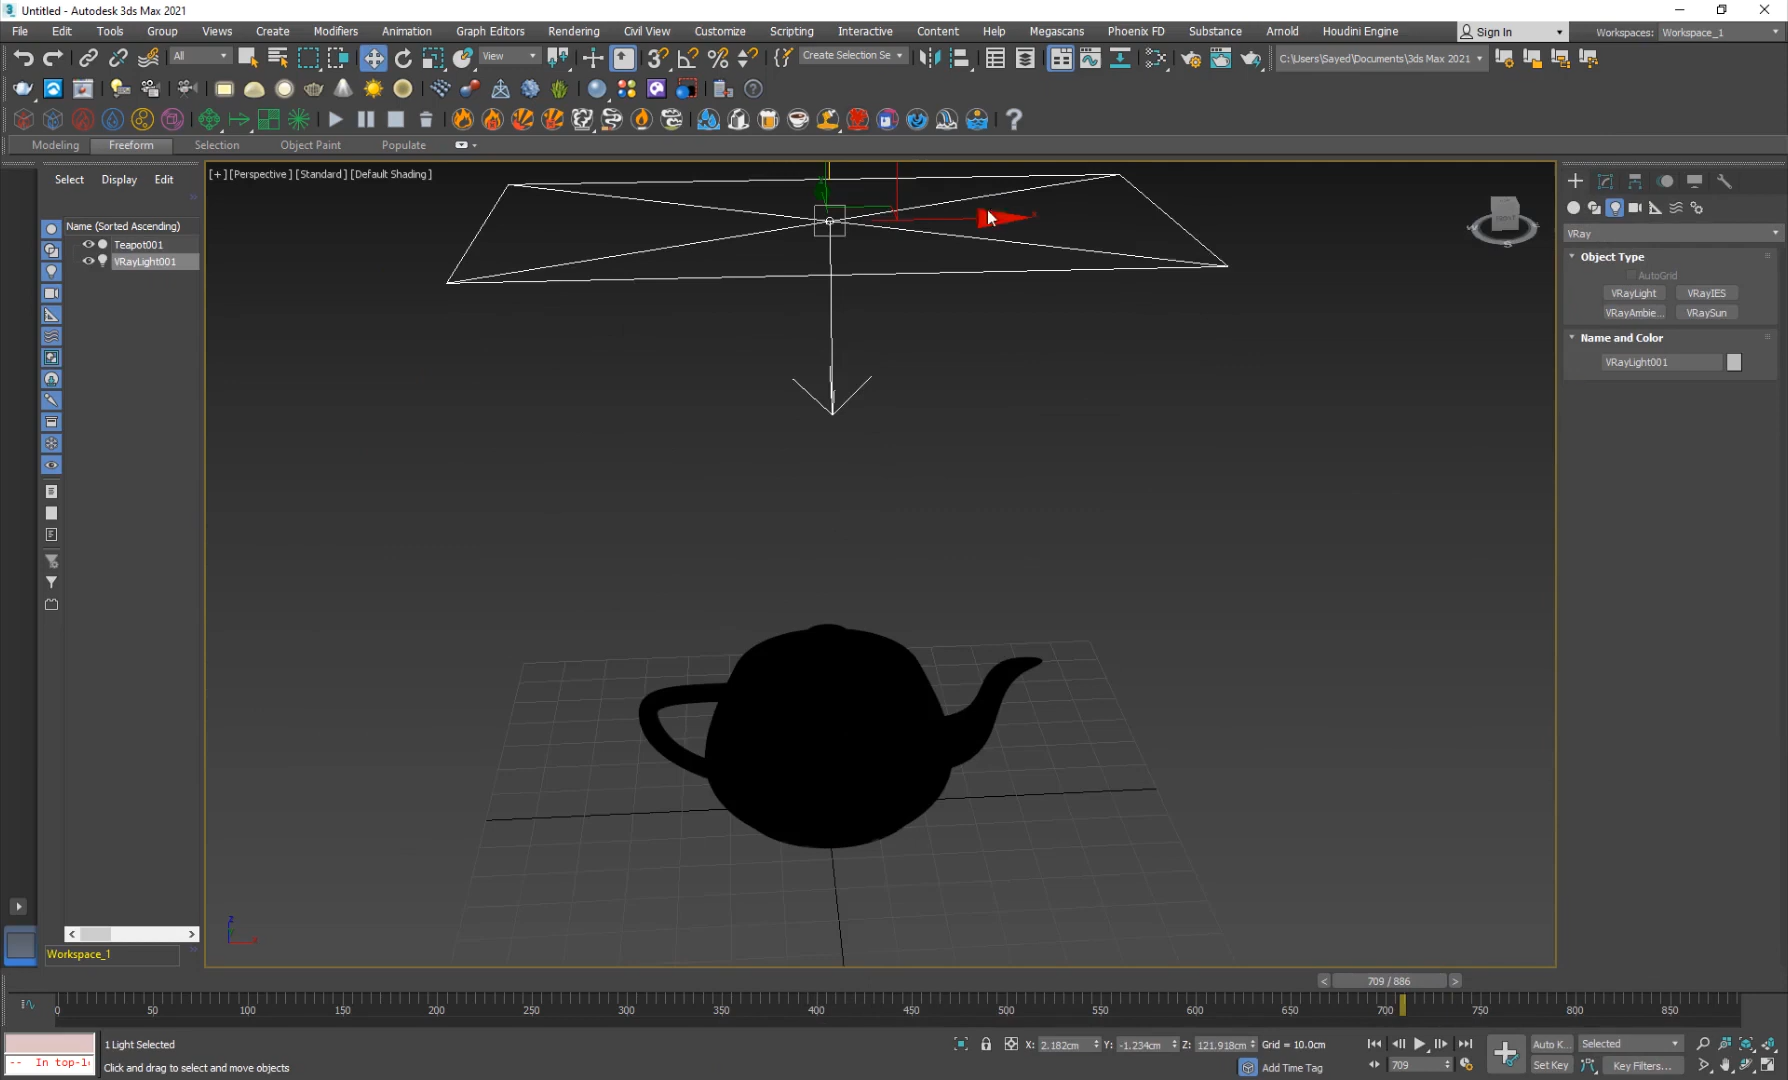 Untitled - Autodesk 3ds Max 2021
File Edit Tools Group Views Create Modifiers Animation Graph Editors Rendering Civil View Customize Scripting Interactive Content Help Megascans Phoenix FD Substance Arnold Houdini Engine Sign In Workspaces: Workspace_1
All View Create Selection Se C:\Users\Sayed\Documents\3ds Max 2021
Modeling Freeform Selection Object Paint Populate
Select Display Edit
[+] [Perspective] [Standard] [Default Shading]
Name (Sorted Ascending)
Teapot001
VRayLight001
VRay
Object Type
AutoGrid
VRayLight VRayIES
VRayAmbie... VRaySun
Name and Color
VRayLight001
W S
z
x
Workspace_1
< 709 / 886 >
0 50 100 150 200 250 300 350 400 450 500 550 600 650 700 750 800 850
1 Light Selected X: 2.182cm Y: -1.234cm Z: 121.918cm Grid = 10.0cm Auto K... Selected
-- In top-l
Click and drag to select and move objects Add Time Tag Set Key Key Filters... 709